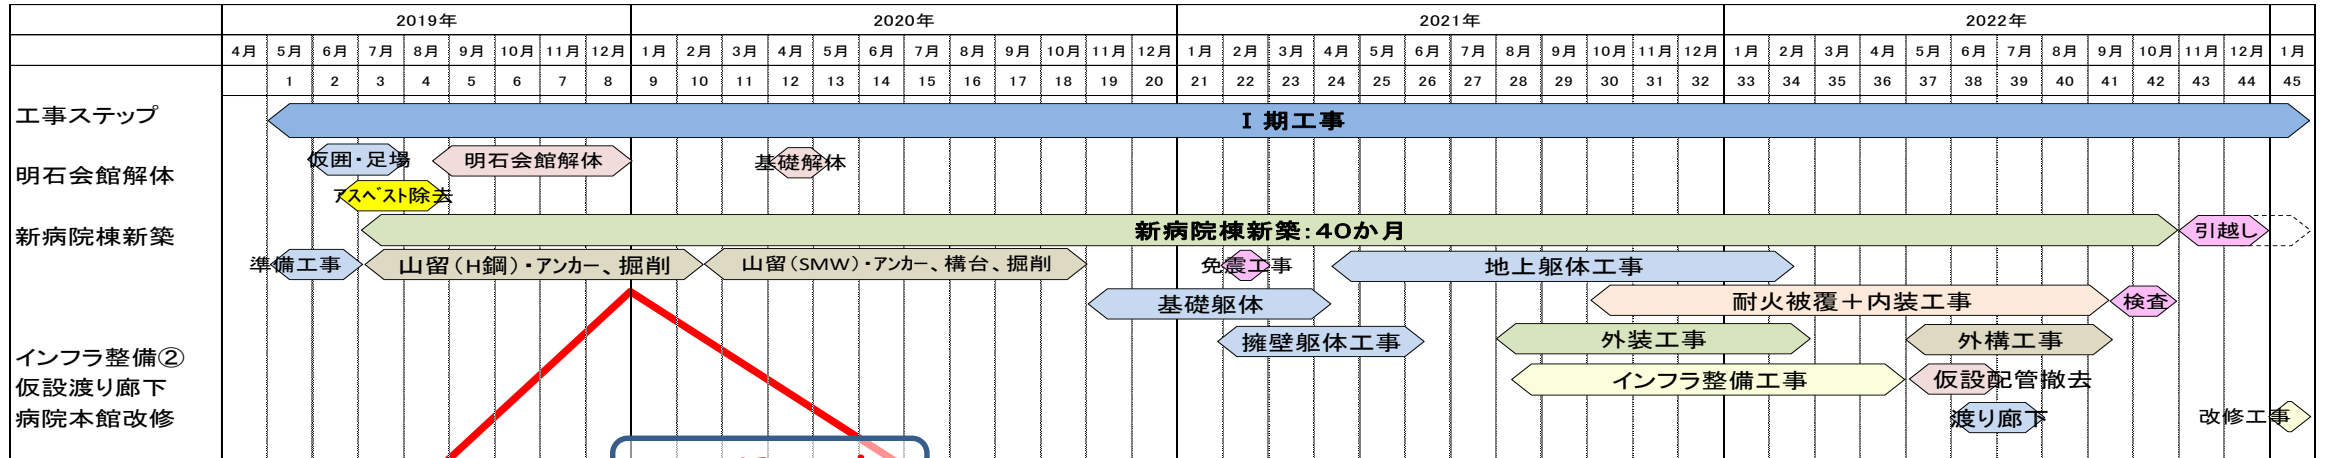 2019年 2020年 2021年 2022年
4月 5月 6月 7月 8月 9月 10月 11月 12月 1月 2月 3月 4月 5月 6月 7月 8月 9月 10月 11月 12月 1月 2月 3月 4月 5月 6月 7月 8月 9月 10月 11月 12月 1月 2月 3月 4月 5月 6月 7月 8月 9月 10月 11月 12月 1月
1 2 3 4 5 6 7 8 9 10 11 12 13 14 15 16 17 18 19 20 21 22 23 24 25 26 27 28 29 30 31 32 33 34 35 36 37 38 39 40 41 42 43 44 45
工事ステップ Ⅰ期工事
仮囲・足場 明石会館解体 基礎解体
明石会館解体
アスベスト除去
新病院棟新築 新病院棟新築：40か月 引越し
準備工事 山留（H鋼）・アンカー、掘削 山留（SMW）・アンカー、構台、掘削 免震工事 地上躯体工事
基礎躯体 耐火被覆＋内装工事 検査
擁壁躯体工事 外装工事 外構工事
インフラ整備②
仮設渡り廊下 インフラ整備工事 仮設配管撤去
病院本館改修 渡り廊下 改修工事